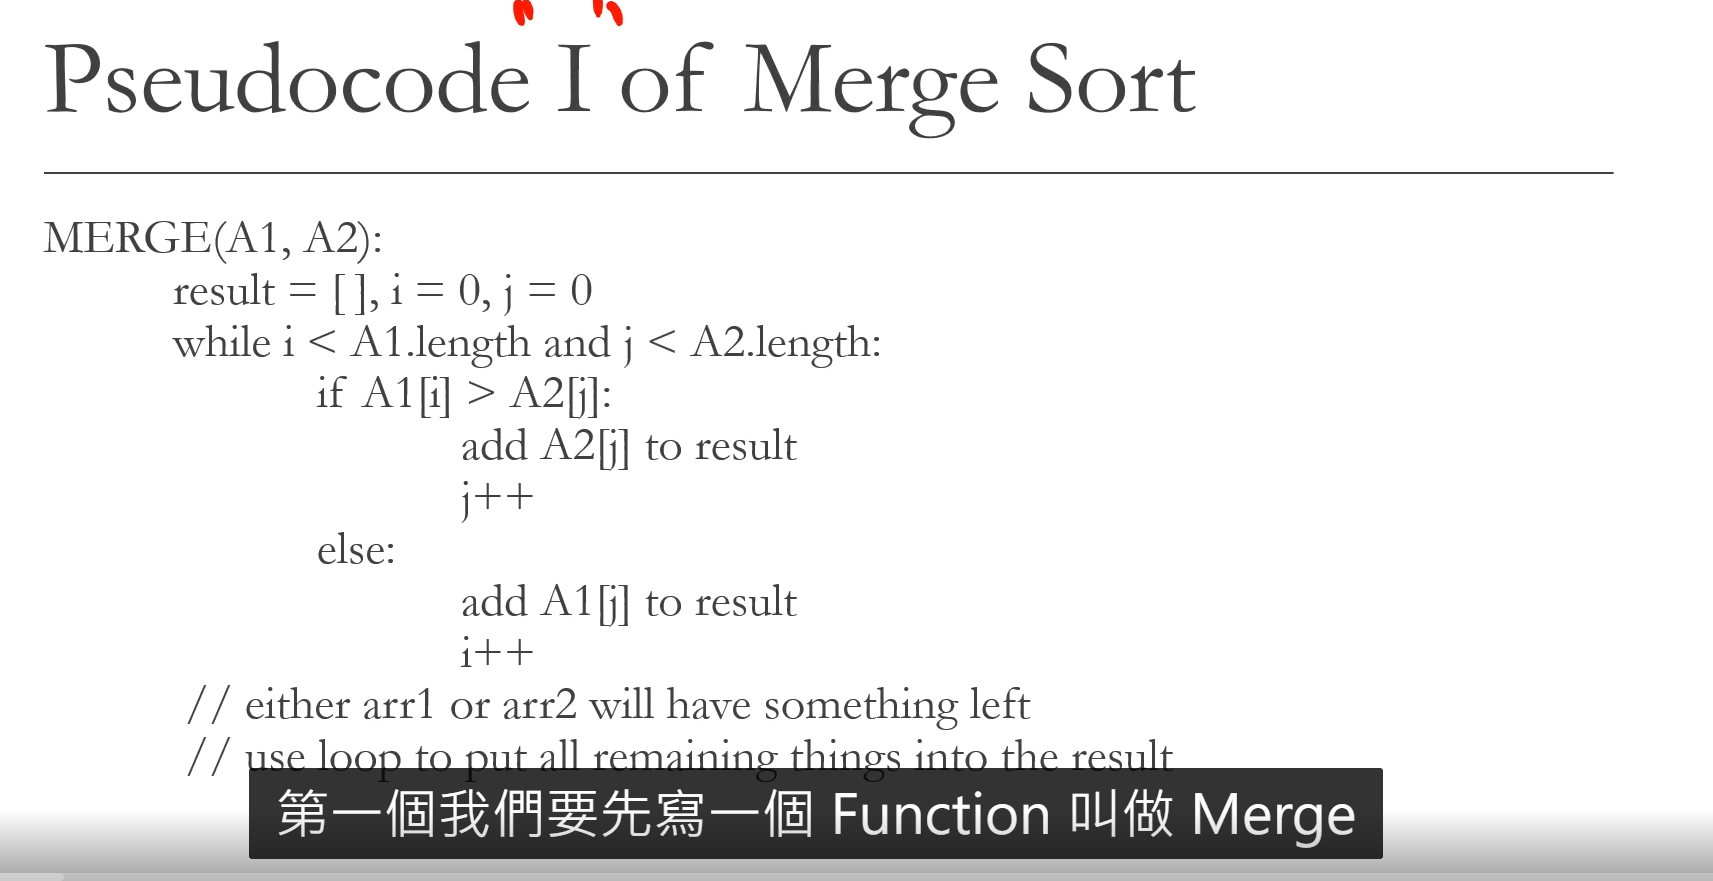 Pseudocode I of Merge Sort
MERGE(A1, A2):
result = [ ], i = 0, j = 0
while i < A1.length and j < A2.length:
if A1[i] > A2[j]:
add A2[j] to result
j++
else:
add A1[j] to result
i++
// either arr1 or arr2 will have something left
// use loop to put all remaining things into the result
第一個我們要先寫一個 Function 叫做 Merge